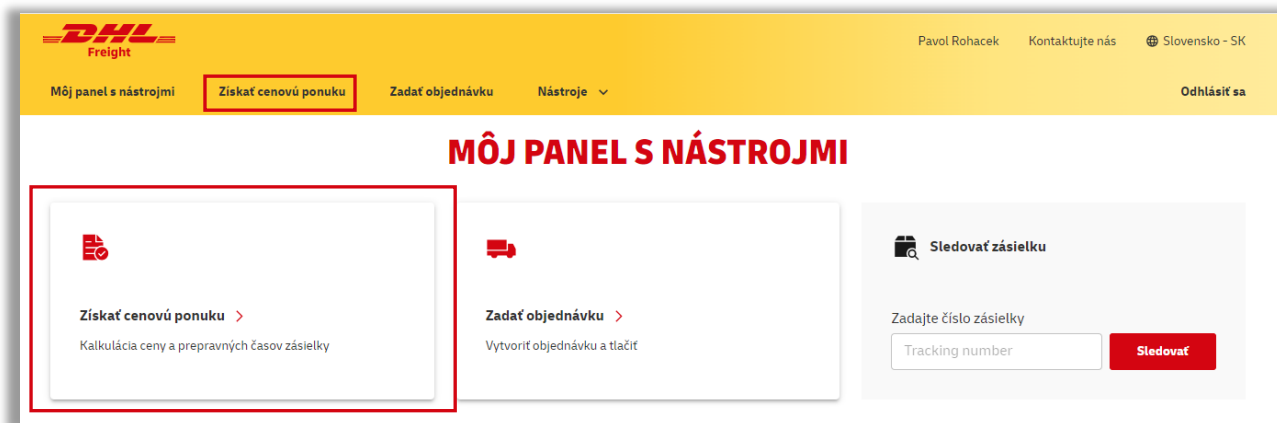 DHL
Freight
Pavol Rohacek Kontaktujte nás Slovensko - SK
Môj panel s nástrojmi Získať cenovú ponuku Zadať objednávku Nástroje Odhlásiť sa
MÔJ PANEL S NÁSTROJMI
Získať cenovú ponuku
Kalkulácia ceny a prepravných časov zásielky
Zadať objednávku
Vytvoriť objednávku a tlačiť
Sledovať zásielku
Zadajte číslo zásielky
Tracking number Sledovať